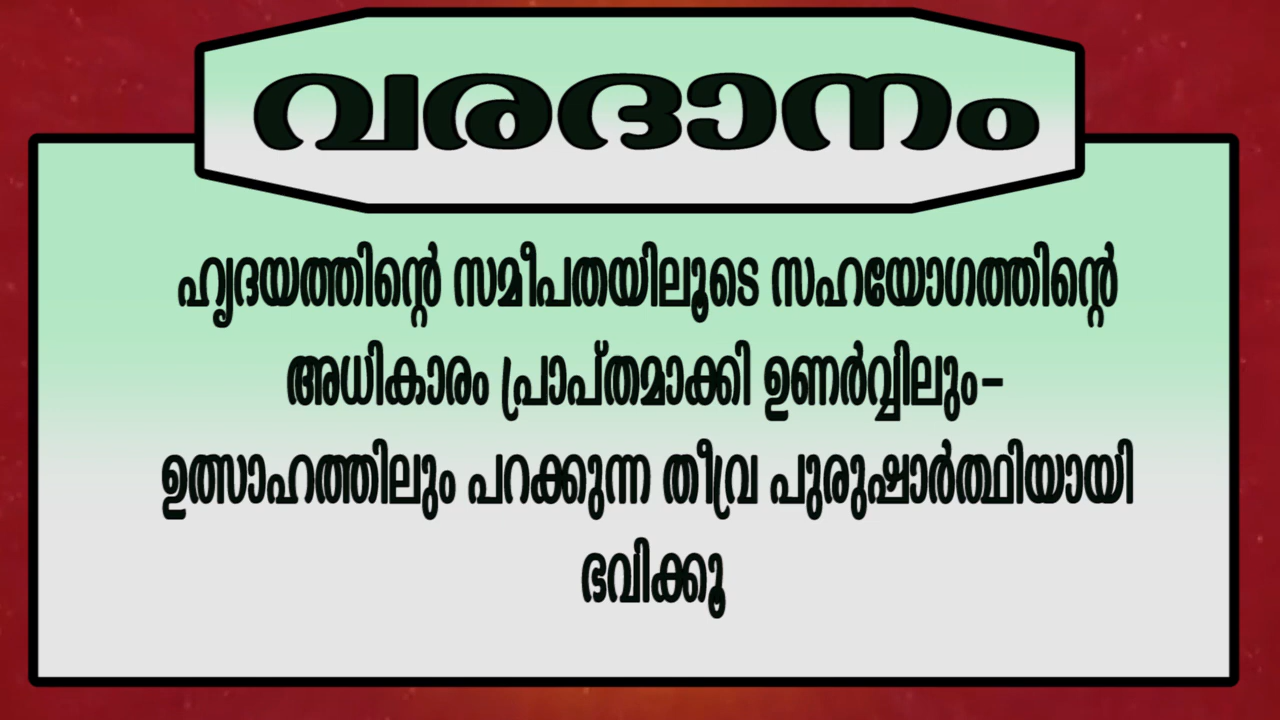 വരദാനം
ഹൃദയത്തിന്റെ സമീപതയിലൂടെ സഹയോഗത്തിന്റെ
അധികാരം പ്രാപ്തമാക്കി ഉണർവ്വിലും-
ഉത്സാഹത്തിലും പറക്കുന്ന തീവ്ര പുരുഷാർത്ഥിയായി
ഭവിക്കൂ